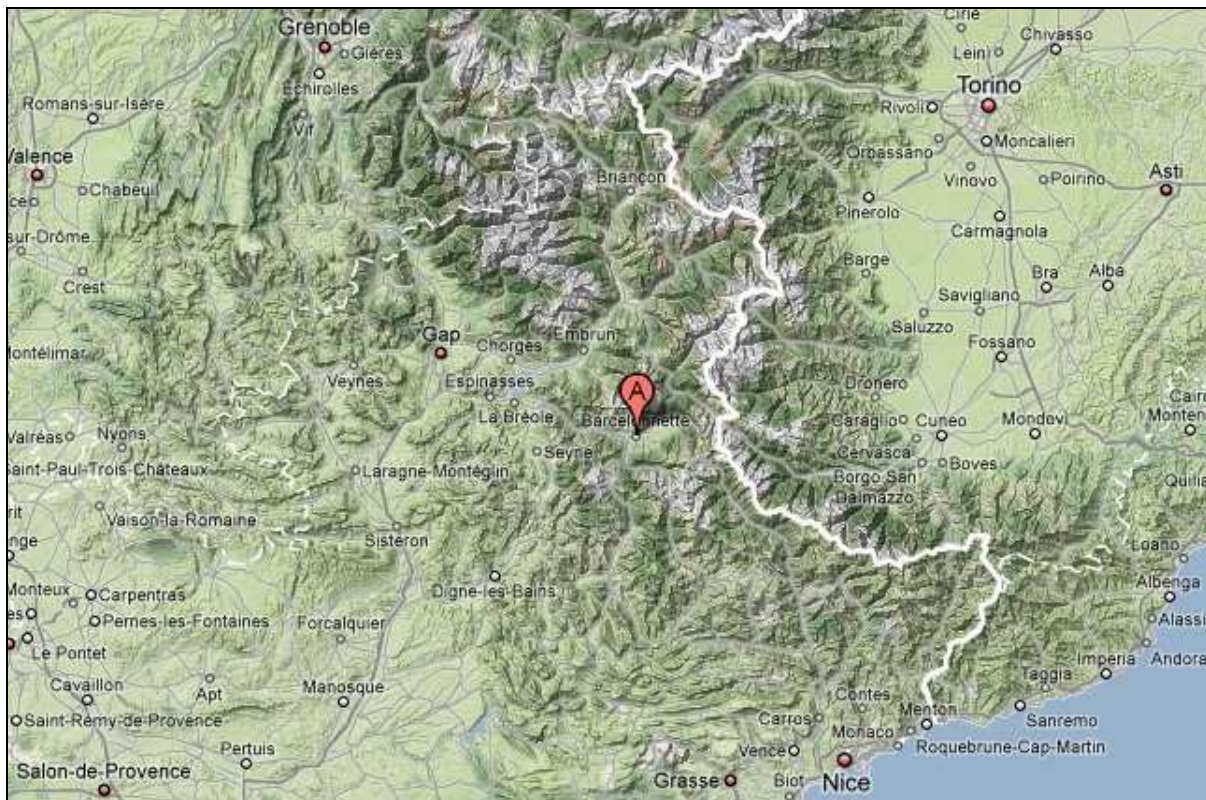 Grenoble
Gières
Echirolles
Vif
Romans-sur-Isère
Valence
Chabeuil
sur-Drôme
Crest
Montélimar
Cirié
Leini
Chivasso
Torino
Rivoli
Moncalieri
Orbassano
Vinovo
Poirino
Asti
Pinerolo
Carmagnola
Briançon
Barge
Bra
Alba
Savigliano
Saluzzo
Fossano
Embrun
Gap
Chorges
Veynes
Espinasses
La Bréole
A
Barcelonnette
Seyne
Dronero
Caraglio
Cuneo
Mondovì
Cervasca
Boves
Borgo San
Dalmazzo
Valréas
Nyons
Saint-Paul-Trois-Châteaux
Laragne-Montéglin
Vaison-la-Romaine
Sisteron
Digne-les-Bains
Monteux
Carpentras
Pernes-les-Fontaines
Forcalquier
Le Pontet
Cavaillon
Apt
Manosque
Saint-Rémy-de-Provence
Pertuis
Salon-de-Provence
Loano
Albenga
Alassi
Andora
Imperia
Taggia
Sanremo
Contes
Menton
Carros
Monaco
Roquebrune-Cap-Martin
Vence
Nice
Grasse
Biot